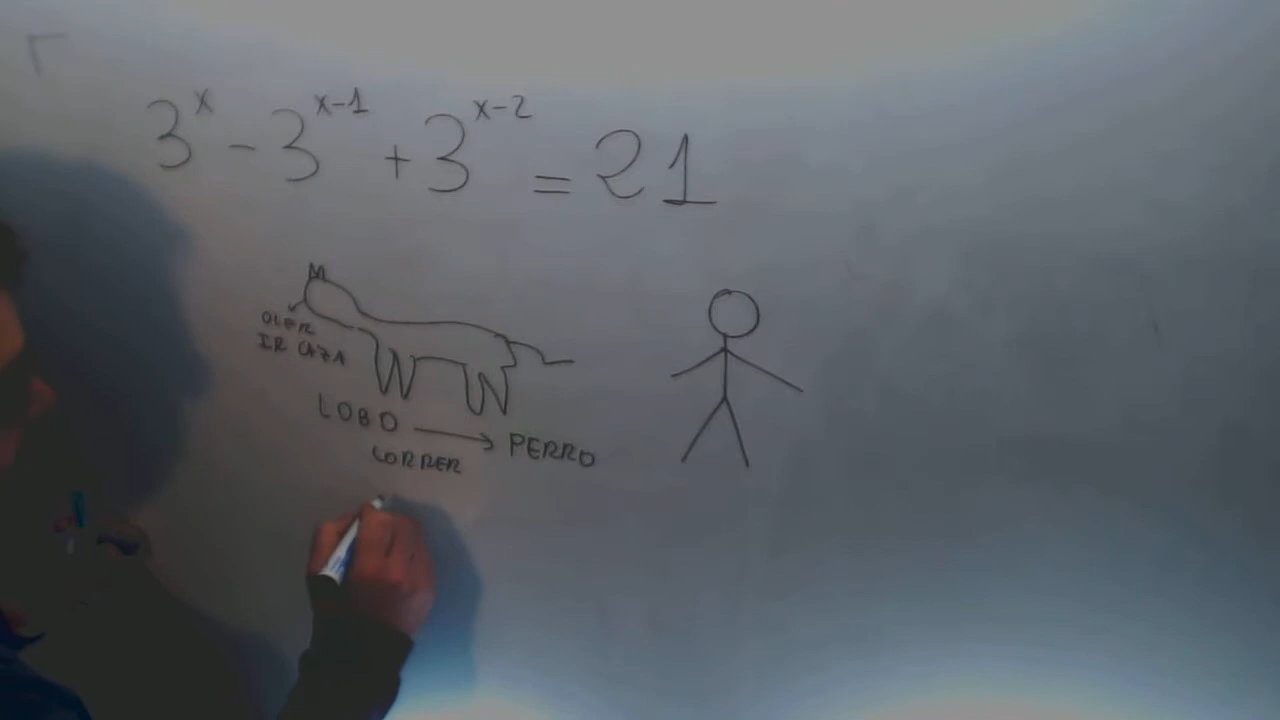 3^x - 3^{x-1} + 3^{x-2} = 21
OLER
IR CAZA
LOBO → PERRO
CORRER